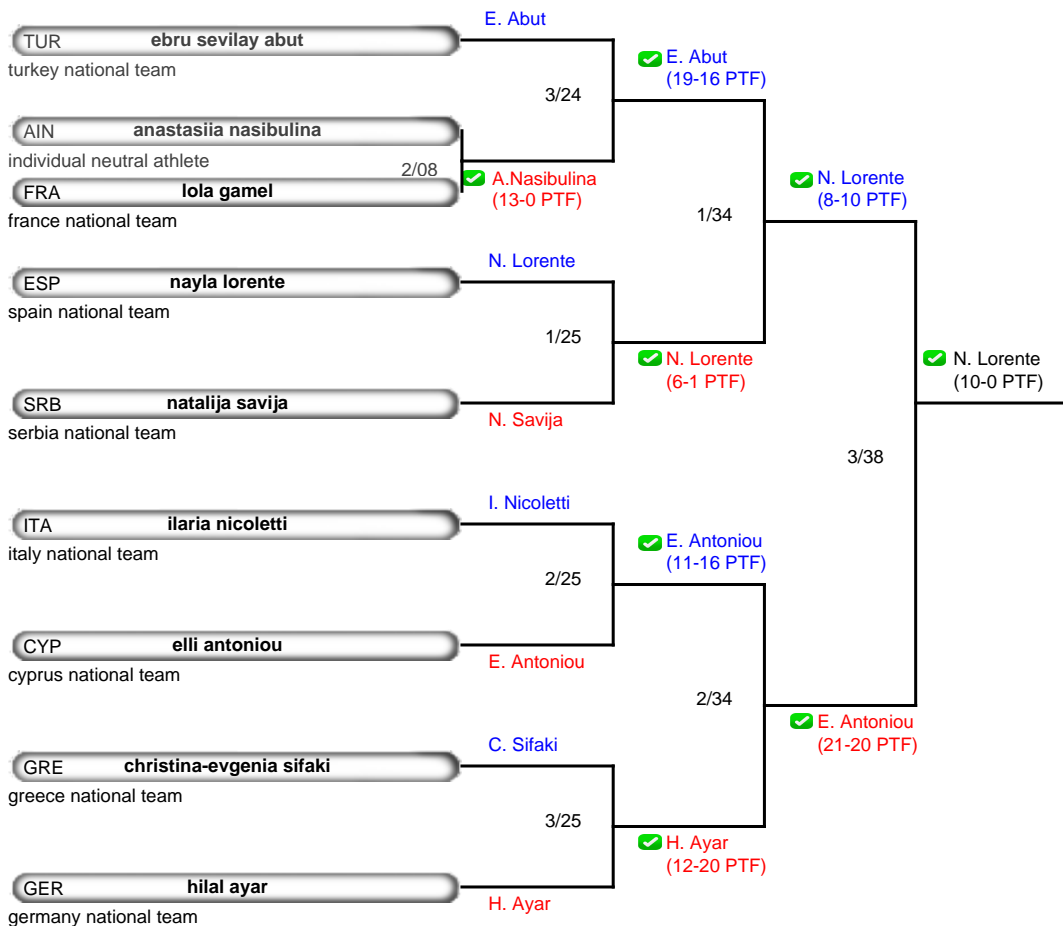 E. Abut
TUR ebru sevilay abut
turkey national team
E. Abut
(19-16 PTF)
3/24
AIN anastasiia nasibulina
individual neutral athlete
2/08
A.Nasibulina
(13-0 PTF)
FRA lola gamel
france national team
N. Lorente
(8-10 PTF)
1/34
N. Lorente
ESP nayla lorente
spain national team
1/25
N. Lorente
(6-1 PTF)
N. Lorente
(10-0 PTF)
SRB natalija savija
serbia national team
N. Savija
3/38
I. Nicoletti
ITA ilaria nicoletti
italy national team
E. Antoniou
(11-16 PTF)
2/25
CYP elli antoniou
cyprus national team
E. Antoniou
2/34
E. Antoniou
(21-20 PTF)
C. Sifaki
GRE christina-evgenia sifaki
greece national team
3/25
H. Ayar
(12-20 PTF)
GER hilal ayar
germany national team
H. Ayar